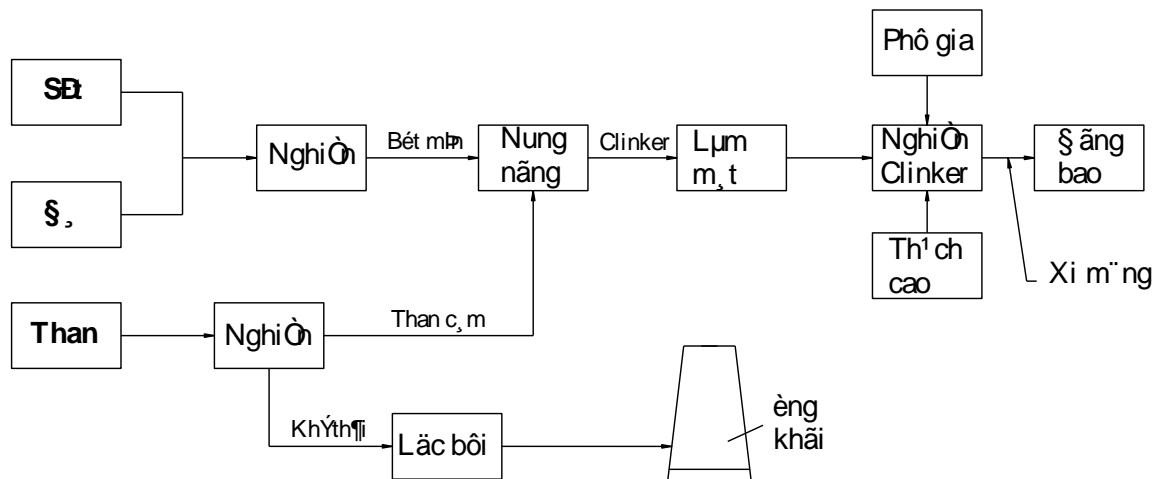 Phô gia
SÐt
NghiÒn
Bét mÞn
Nung
nãng
Clinker
Lµm
m¸t
NghiÒn
Clinker
§ãng
bao
§¸
Th¹ch
cao
Xi m¨ng
Than
NghiÒn
Than c¸m
KhÝ th¶i
Läc bôi
èng
khãi